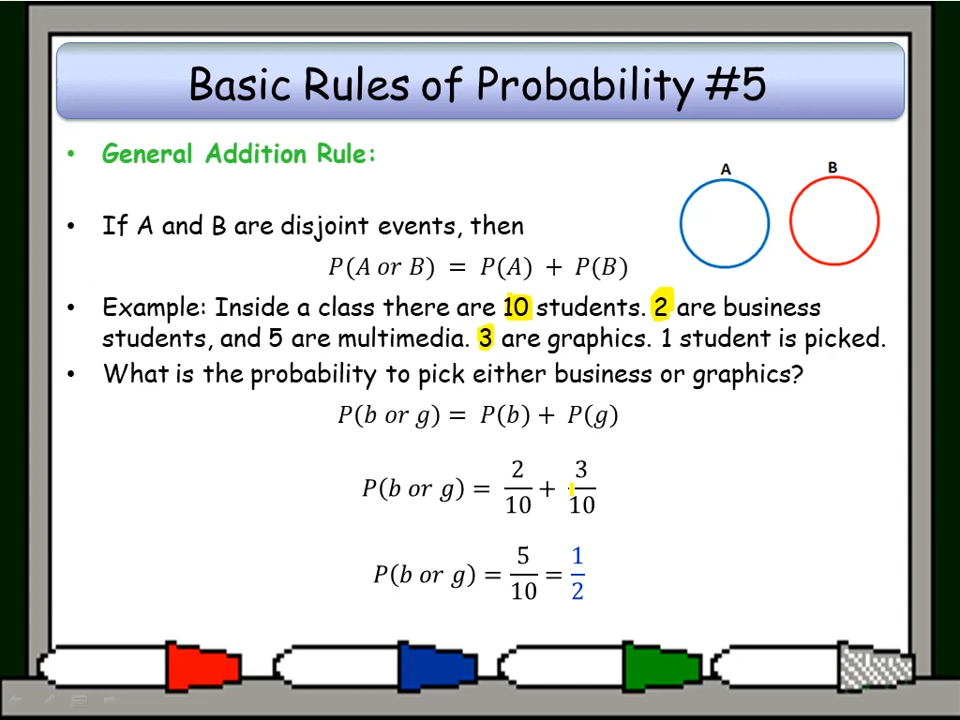 Basic Rules of Probability #5
• General Addition Rule:
A B
• If A and B are disjoint events, then
P(A or B) = P(A) + P(B)
• Example: Inside a class there are 10 students. 2 are business
students, and 5 are multimedia. 3 are graphics. 1 student is picked.
• What is the probability to pick either business or graphics?
P(b or g) = P(b) + P(g)
P(b or g) = 2/10 + 3/10
P(b or g) = 5/10 = 1/2